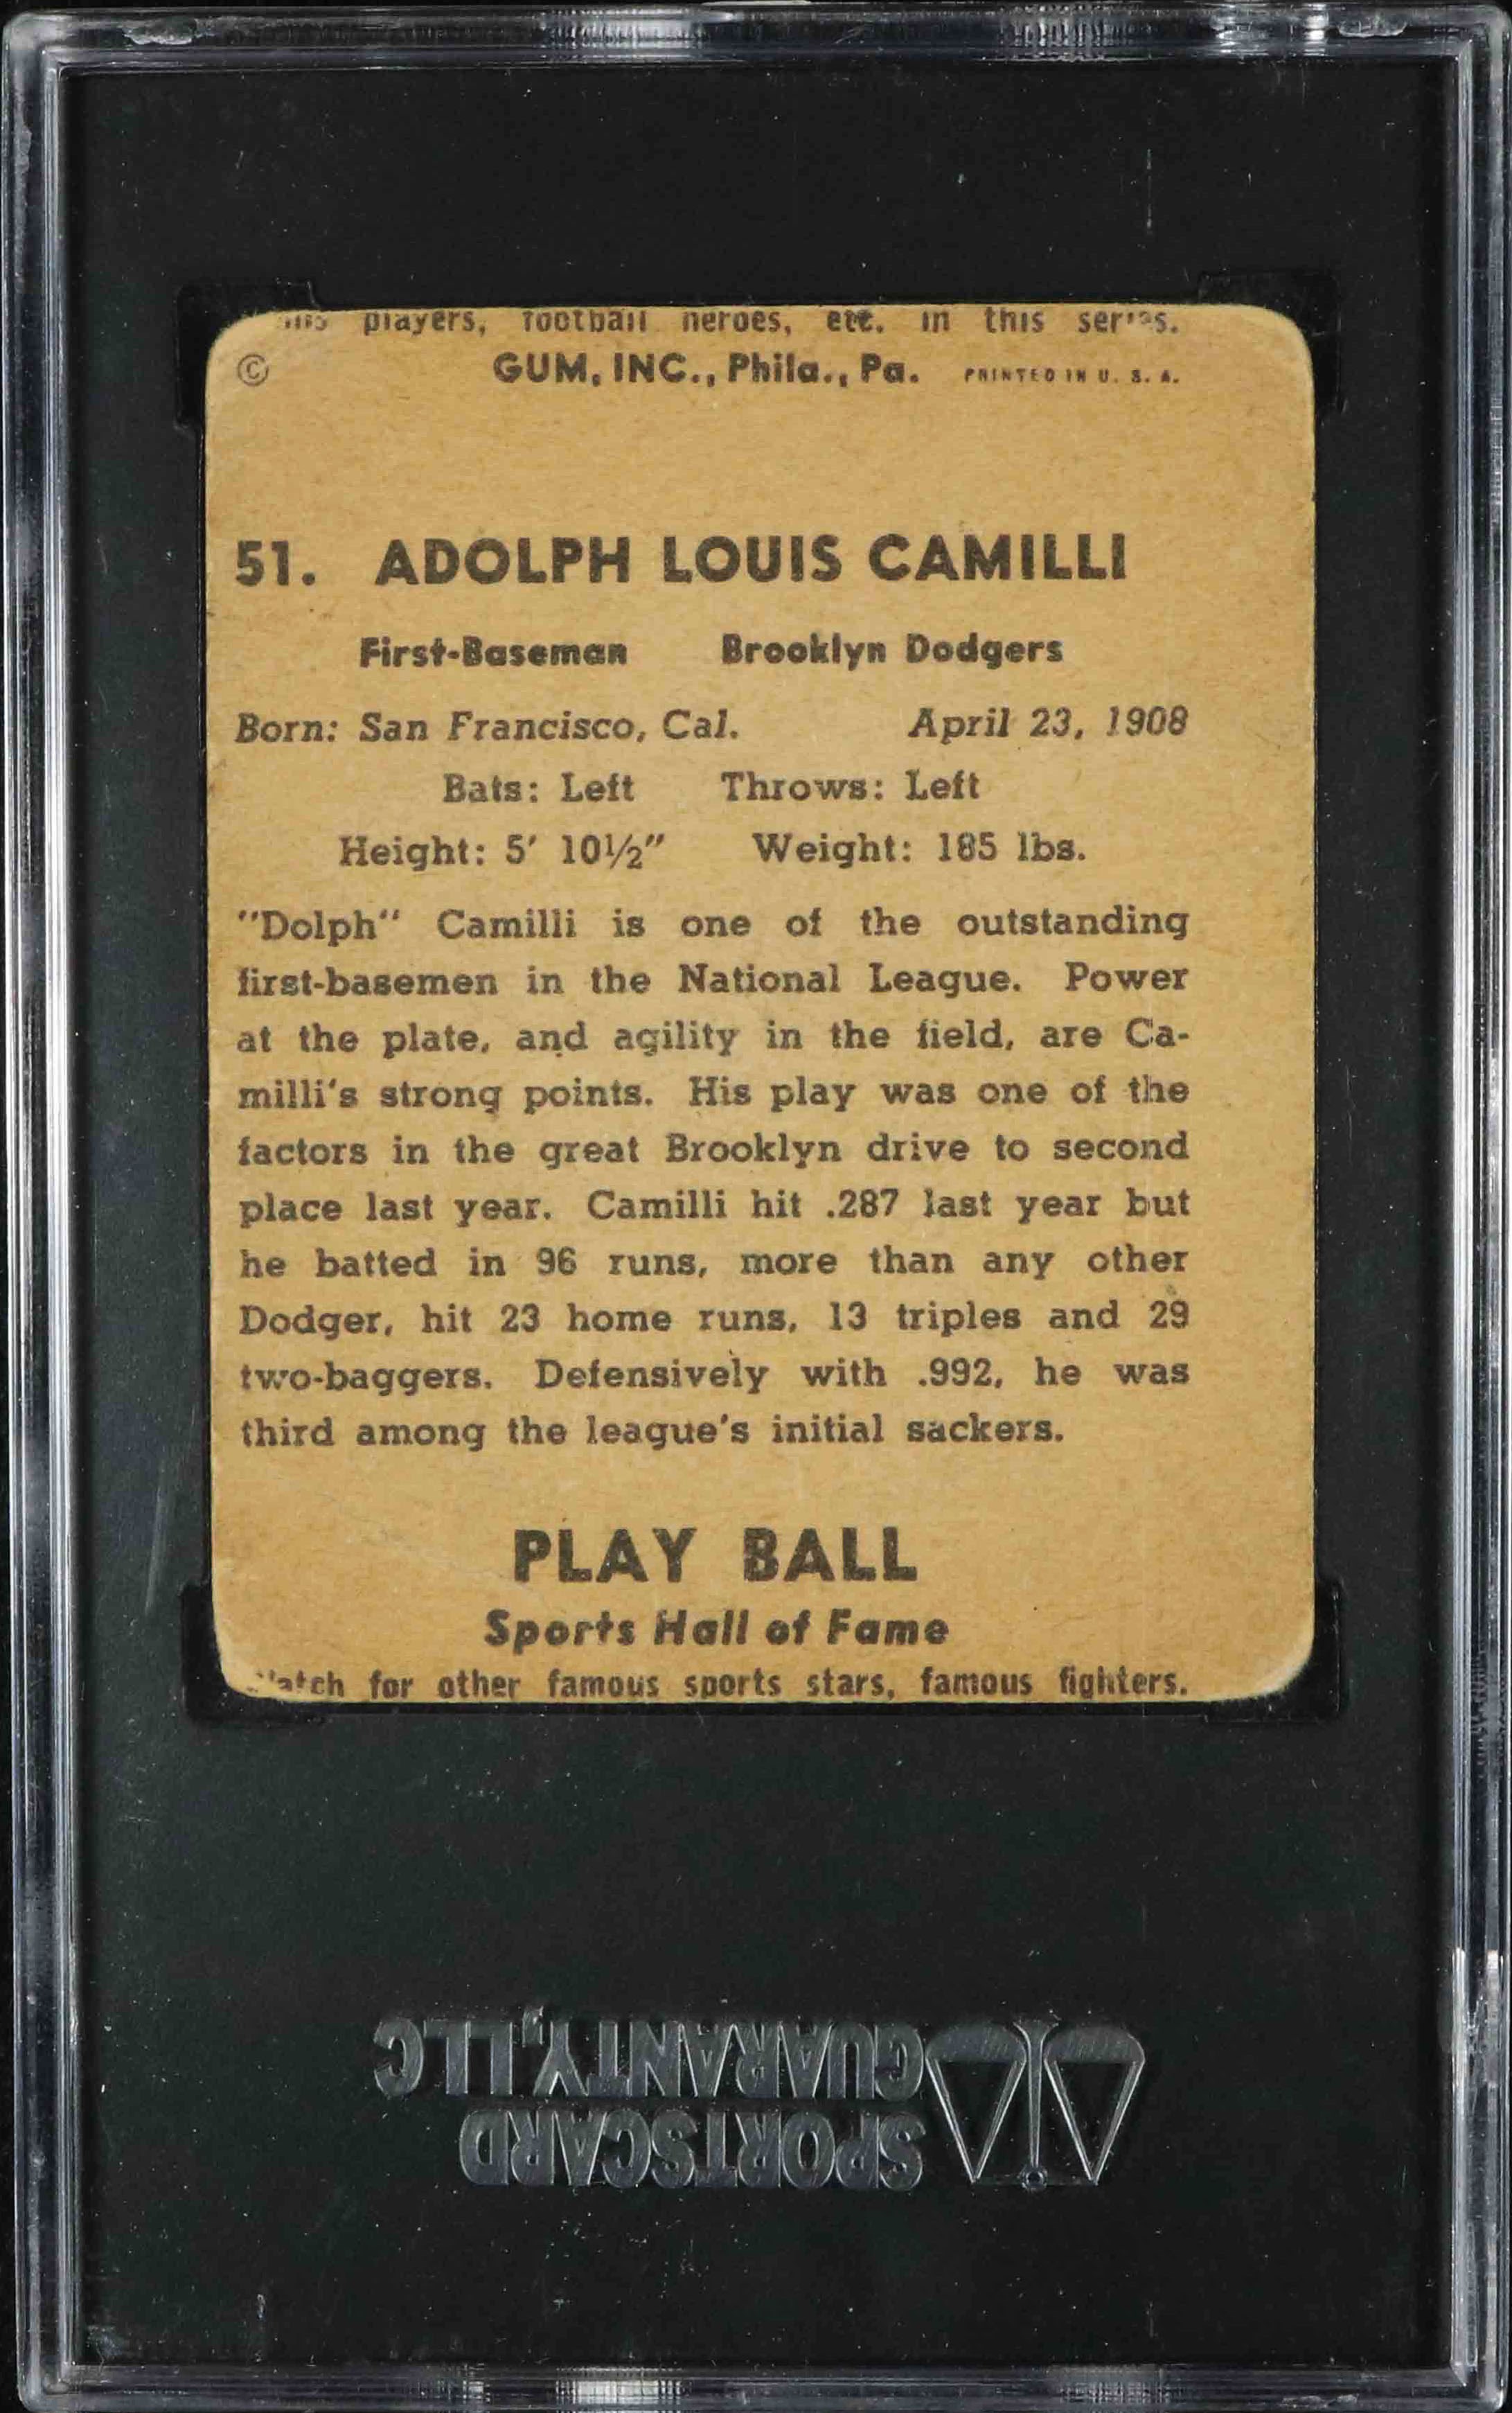 players, football heroes, etc. in this series.
© GUM, INC., Phila., Pa. PRINTED IN U. S. A.
51. ADOLPH LOUIS CAMILLI
First-Baseman Brooklyn Dodgers
Born: San Francisco, Cal. April 23, 1908
Bats: Left Throws: Left
Height: 5' 10½" Weight: 185 lbs.
"Dolph" Camilli is one of the outstanding
first-basemen in the National League. Power
at the plate, and agility in the field, are Ca-
milli's strong points. His play was one of the
factors in the great Brooklyn drive to second
place last year. Camilli hit .287 last year but
he batted in 96 runs, more than any other
Dodger, hit 23 home runs, 13 triples and 29
two-baggers. Defensively with .992, he was
third among the league's initial sackers.
PLAY BALL
Sports Hall of Fame
Watch for other famous sports stars, famous fighters.
SPORTSCARD
GUARANTY, LLC